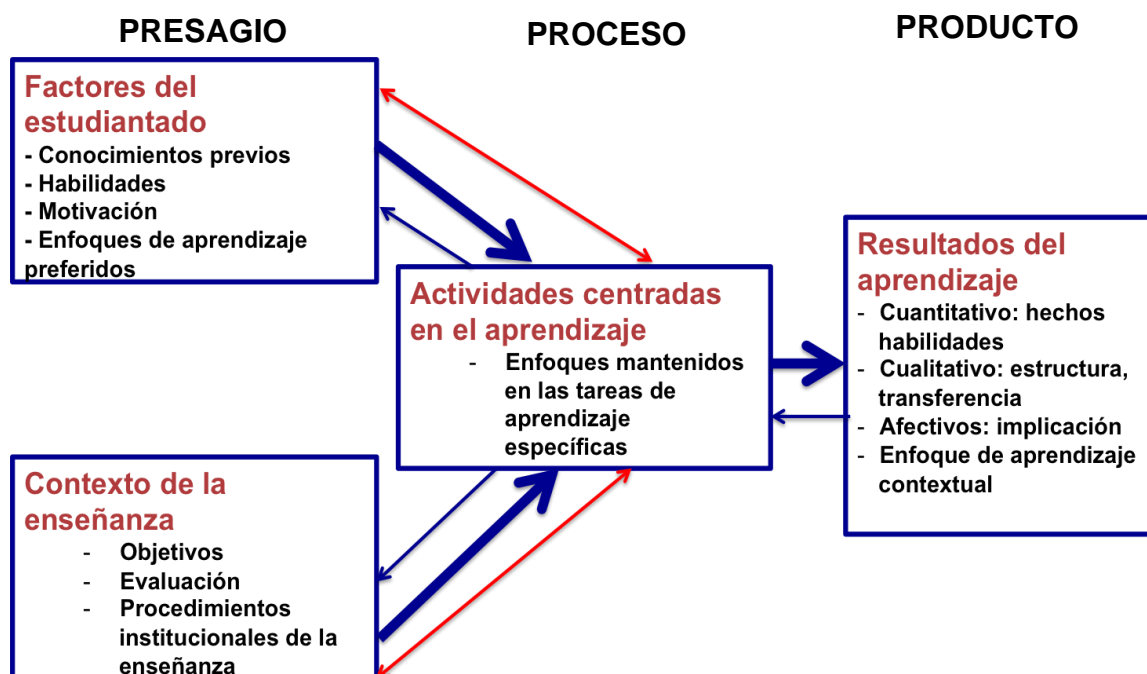 PRESAGIO
PROCESO
PRODUCTO
Factores del
estudiantado
- Conocimientos previos
- Habilidades
- Motivación
- Enfoques de aprendizaje
preferidos
Actividades centradas
en el aprendizaje
- Enfoques mantenidos
en las tareas de
aprendizaje
específicas
Resultados del
aprendizaje
- Cuantitativo: hechos
habilidades
- Cualitativo: estructura,
transferencia
- Afectivos: implicación
- Enfoque de aprendizaje
contextual
Contexto de la
enseñanza
- Objetivos
- Evaluación
- Procedimientos
institucionales de la
enseñanza